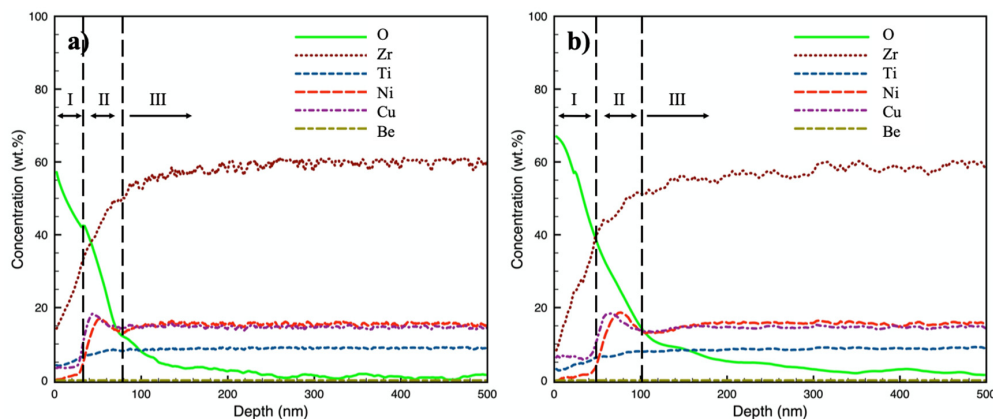 a)
O
Zr
Ti
Ni
Cu
Be
I II III
Concentration (wt.%)
100
80
60
40
20
0
0 100 200 300 400 500
Depth (nm)
b)
O
Zr
Ti
Ni
Cu
Be
I II III
Concentration (wt.%)
100
80
60
40
20
0
0 100 200 300 400 500
Depth (nm)